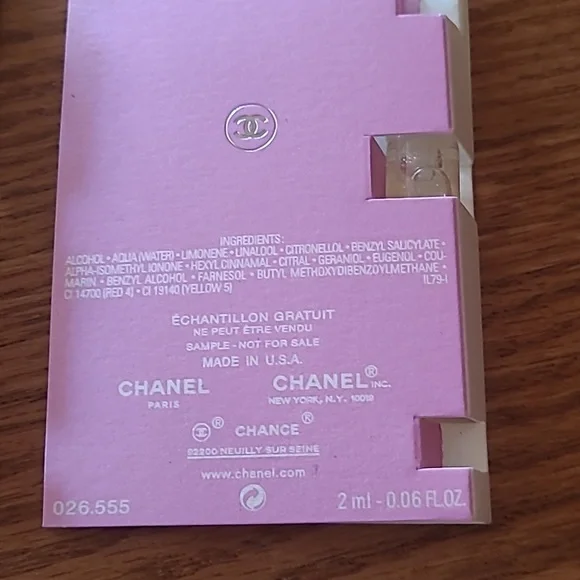 INGREDIENTS:
ALCOHOL • AQUA (WATER) • LIMONENE • LINALOOL • CITRONELLOL • BENZYL SALICYLATE •
ALPHA-ISOMETHYL IONONE • HEXYL CINNAMAL • CITRAL • GERANIOL • EUGENOL • COU-
MARIN • BENZYL ALCOHOL • FARNESOL • BUTYL METHOXYDIBENZOYLMETHANE •
CI 14700 (RED 4) • CI 19140 (YELLOW 5) IL79-I
ÉCHANTILLON GRATUIT
NE PEUT ÊTRE VENDU
SAMPLE - NOT FOR SALE
MADE IN U.S.A.
CHANEL
PARIS
CHANEL® INC.
NEW YORK, N.Y. 10019
® CHANCE®
92200 NEUILLY SUR SEINE
www.chanel.com
026.555
2 ml - 0.06 FL.OZ.